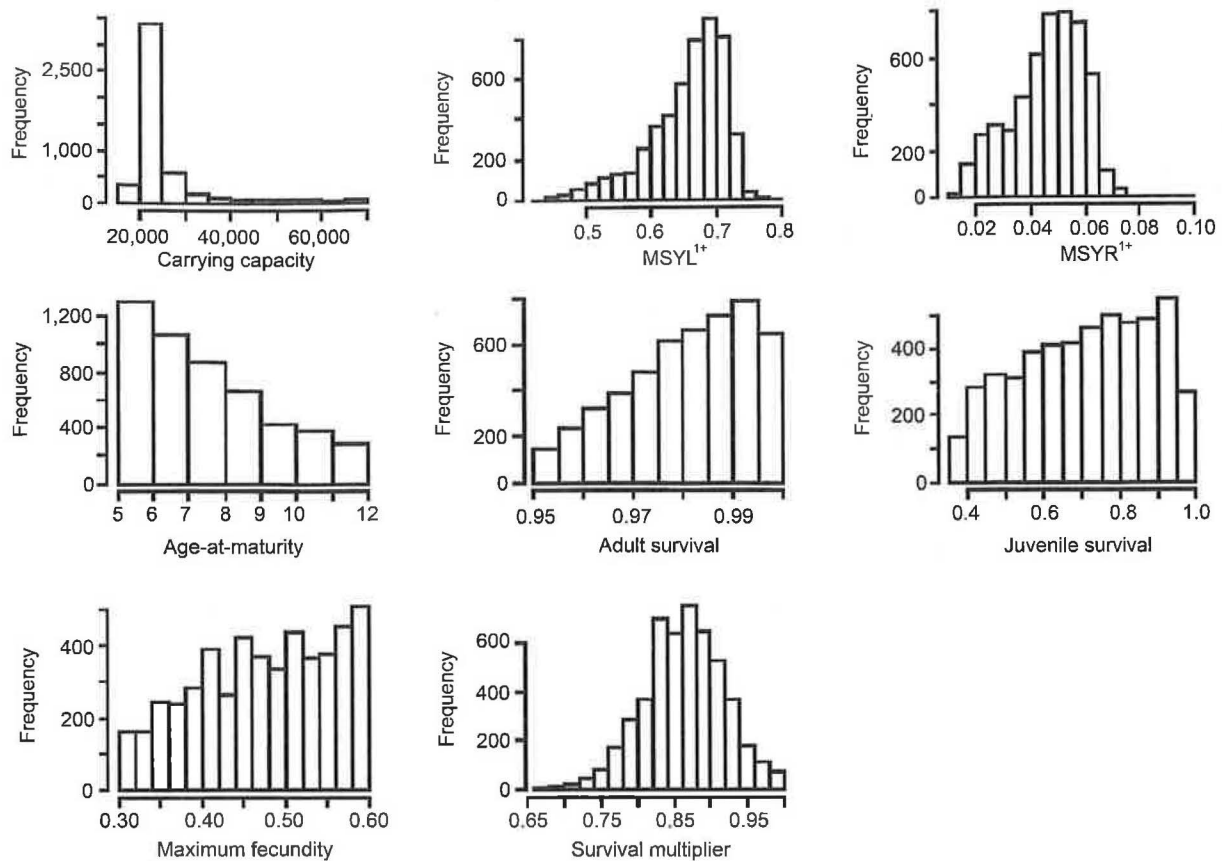 Frequency
2,500
1,000
0
20,000 40,000 60,000
Carrying capacity
Frequency
600
200
0
0.5 0.6 0.7 0.8
MSYL1+
Frequency
600
200
0
0.02 0.04 0.06 0.10
MSYR1+
Frequency
1,200
800
400
0
5 6 7 8 9 10 12
Age-at-maturity
Frequency
600
200
0
0.95 0.97 0.99
Adult survival
Frequency
400
200
0
0.4 0.6 0.8 1.0
Juvenile survival
Frequency
400
200
0
0.30 0.40 0.50 0.60
Maximum fecundity
Frequency
600
400
200
0
0.65 0.75 0.85 0.95
Survival multiplier